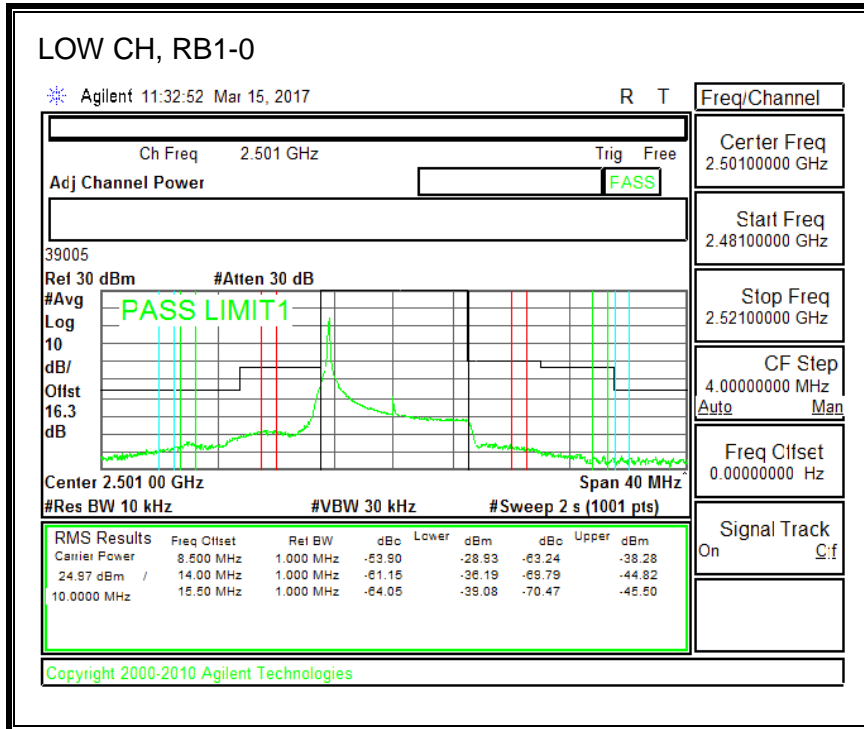 LOW CH, RB1-0
Agilent 11:32:52 Mar 15, 2017 R T
Freq/Channel
Ch Freq 2.501 GHz Trig Free
Adj Channel Power PASS
Center Freq
2.50100000 GHz
Start Freq
2.48100000 GHz
39005
Ref 30 dBm #Atten 30 dB
#Avg
Log
10
dB/
Offst
16.3
dB
PASS LIMIT1
Stop Freq
2.52100000 GHz
CF Step
4.00000000 MHz
Auto Man
Center 2.501 00 GHz Span 40 MHz
#Res BW 10 kHz #VBW 30 kHz #Sweep 2 s (1001 pts)
Freq Offset
0.00000000 Hz
RMS Results Freq Offset Ref BW dBc Lower dBm dBc Upper dBm
Carrier Power 8.500 MHz 1.000 MHz -53.90 -28.93 -63.24 -38.28
24.97 dBm / 14.00 MHz 1.000 MHz -61.15 -36.19 -69.79 -44.82
10.0000 MHz 15.50 MHz 1.000 MHz -64.05 -39.08 -70.47 -45.50
Signal Track
On Off
Copyright 2000-2010 Agilent Technologies